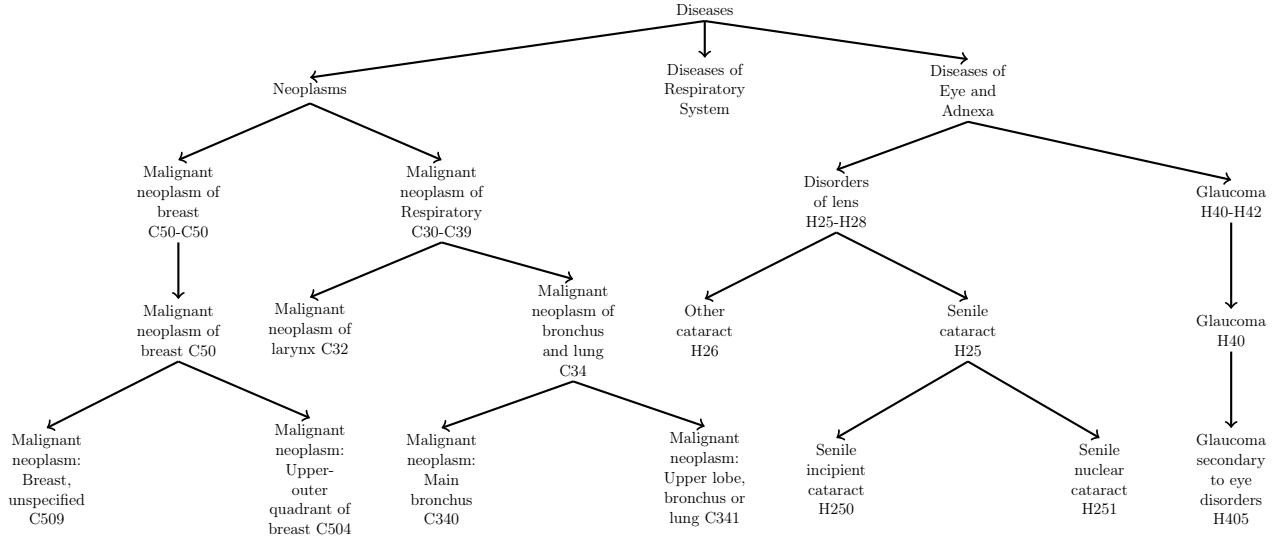 Diseases
Neoplasms
Diseases of
Respiratory
System
Diseases of
Eye and
Adnexa
Malignant
neoplasm of
breast
C50-C50
Malignant
neoplasm of
Respiratory
C30-C39
Disorders
of lens
H25-H28
Glaucoma
H40-H42
Malignant
neoplasm of
breast C50
Malignant
neoplasm of
larynx C32
Malignant
neoplasm of
bronchus
and lung
C34
Other
cataract
H26
Senile
cataract
H25
Glaucoma
H40
Malignant
neoplasm:
Breast,
unspecified
C509
Malignant
neoplasm:
Upper-
outer
quadrant of
breast C504
Malignant
neoplasm:
Main
bronchus
C340
Malignant
neoplasm:
Upper lobe,
bronchus or
lung C341
Senile
incipient
cataract
H250
Senile
nuclear
cataract
H251
Glaucoma
secondary
to eye
disorders
H405